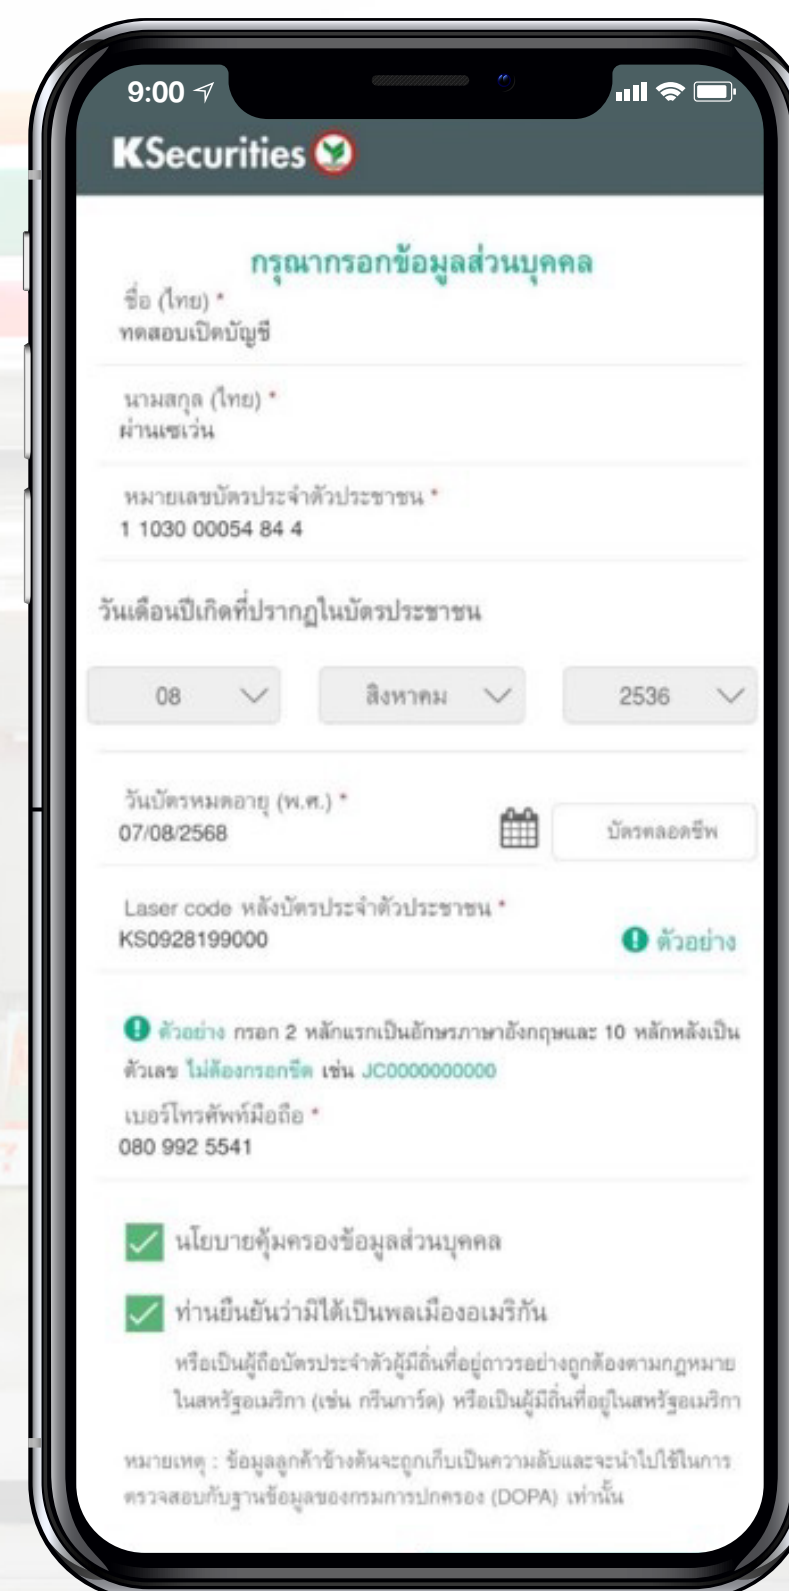 9:00
KSecurities
กรุณากรอกข้อมูลส่วนบุคคล
ชื่อ (ไทย) *
ทดสอบเปิดบัญชี
นามสกุล (ไทย) *
ผ่านเซเว่น
หมายเลขบัตรประจำตัวประชาชน *
1 1030 00054 84 4
วันเดือนปีเกิดที่ปรากฏในบัตรประชาชน
08 สิงหาคม 2536
วันบัตรหมดอายุ (พ.ศ.) *
07/08/2568 บัตรตลอดชีพ
Laser code หลังบัตรประจำตัวประชาชน *
KS0928199000 ตัวอย่าง
ตัวอย่าง กรอก 2 หลักแรกเป็นอักษรภาษาอังกฤษและ 10 หลักหลังเป็น
ตัวเลข ไม่ต้องกรอกขีด เช่น JC0000000000
เบอร์โทรศัพท์มือถือ *
080 992 5541
นโยบายคุ้มครองข้อมูลส่วนบุคคล
ท่านยืนยันว่ามิได้เป็นพลเมืองอเมริกัน
หรือเป็นผู้ถือบัตรประจำตัวผู้มีถิ่นที่อยู่ถาวรอย่างถูกต้องตามกฎหมาย
ในสหรัฐอเมริกา (เช่น กรีนการ์ด) หรือเป็นผู้มีถิ่นที่อยู่ในสหรัฐอเมริกา
หมายเหตุ : ข้อมูลลูกค้าข้างต้นจะถูกเก็บเป็นความลับและจะนำไปใช้ในการ
ตรวจสอบกับฐานข้อมูลของกรมการปกครอง (DOPA) เท่านั้น